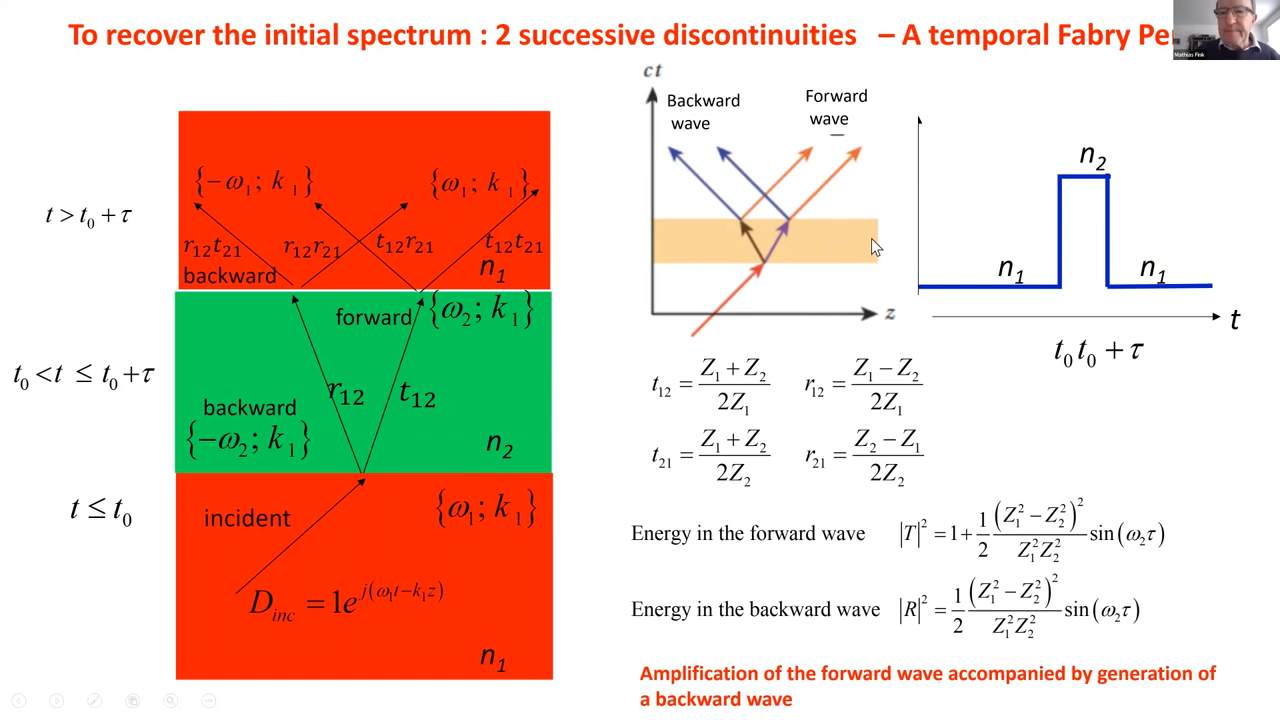 To recover the initial spectrum : 2 successive discontinuities – A temporal Fabry Pe
Mathias Fink
t > t₀ + τ
{−ω₁; k₁}
{ω₁; k₁}
r₁₂t₂₁
r₁₂r₂₁
t₁₂r₂₁
t₁₂t₂₁
backward
n₁
t₀ < t ≤ t₀ + τ
forward
{ω₂; k₁}
r₁₂
t₁₂
backward
{−ω₂; k₁}
n₂
t ≤ t₀
incident
{ω₁; k₁}
D_inc = 1e^{j(ω₁t−k₁z)}
n₁
ct
Backward
wave
Forward
wave
z
n₂
n₁
n₁
t
t₀ t₀ + τ
t₁₂ = (Z₁ + Z₂) / 2Z₁ r₁₂ = (Z₁ − Z₂) / 2Z₁
t₂₁ = (Z₁ + Z₂) / 2Z₂ r₂₁ = (Z₂ − Z₁) / 2Z₂
Energy in the forward wave |T|² = 1 + 1/2 (Z₁² − Z₂²)² / Z₁²Z₂² sin(ω₂τ)
Energy in the backward wave |R|² = 1/2 (Z₁² − Z₂²)² / Z₁²Z₂² sin(ω₂τ)
Amplification of the forward wave accompanied by generation of
a backward wave